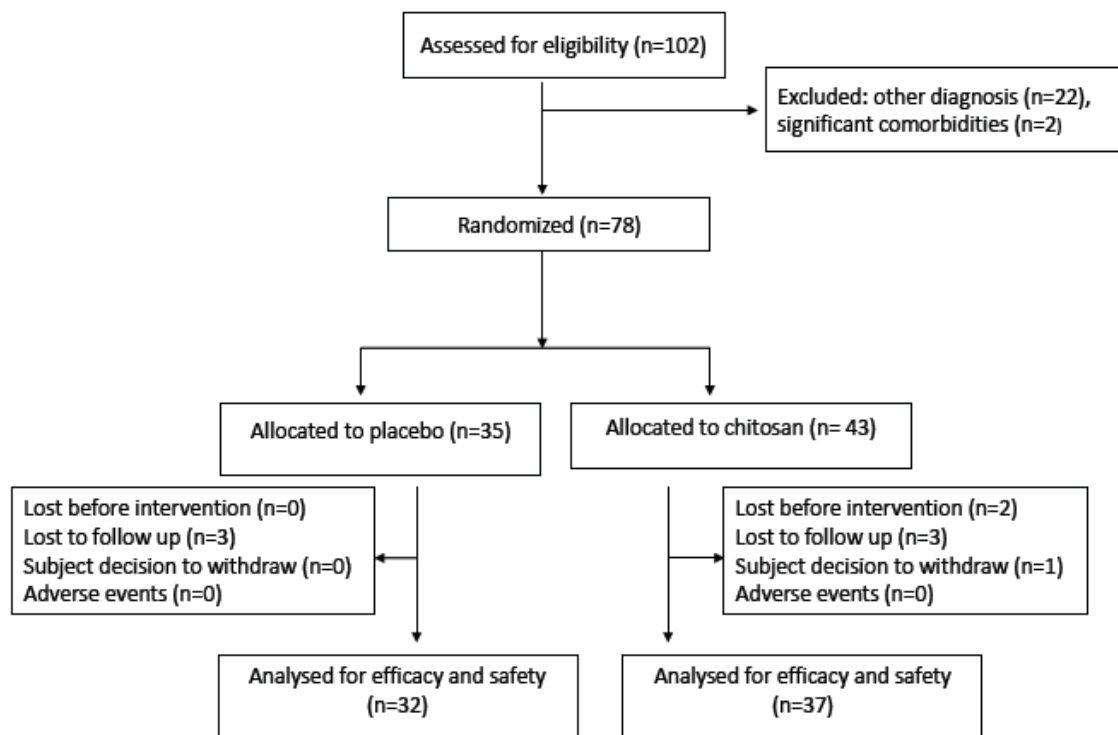 Assessed for eligibility (n=102)
Excluded: other diagnosis (n=22),
significant comorbidities (n=2)
Randomized (n=78)
Allocated to placebo (n=35)
Allocated to chitosan (n= 43)
Lost before intervention (n=0)
Lost to follow up (n=3)
Subject decision to withdraw (n=0)
Adverse events (n=0)
Lost before intervention (n=2)
Lost to follow up (n=3)
Subject decision to withdraw (n=1)
Adverse events (n=0)
Analysed for efficacy and safety
(n=32)
Analysed for efficacy and safety
(n=37)